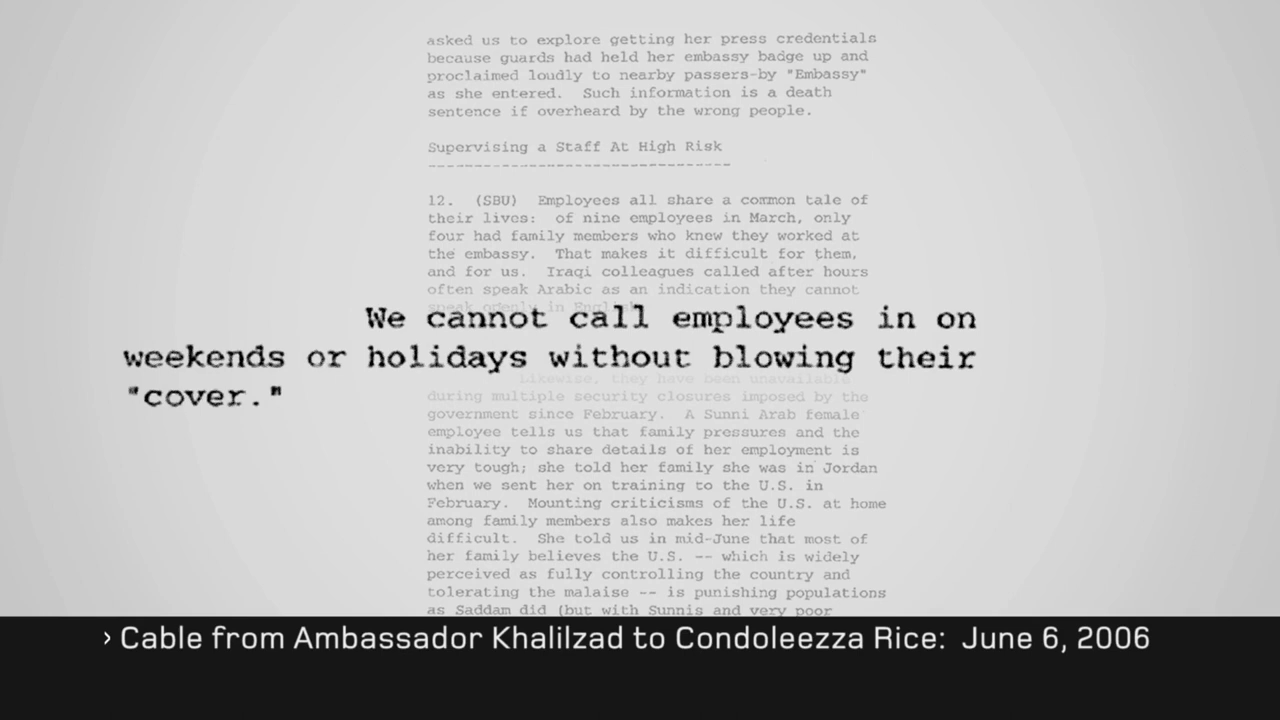 asked us to explore getting her press credentials
because guards had held her embassy badge up and
proclaimed loudly to nearby passers-by "Embassy"
as she entered. Such information is a death
sentence if overheard by the wrong people.
Supervising a Staff At High Risk
-------------------------------
12. (SBU) Employees all share a common tale of
their lives: of nine employees in March, only
four had family members who knew they worked at
the embassy. That makes it difficult for them,
and for us. Iraqi colleagues called after hours
often speak Arabic as an indication they cannot
speak openly in English.
We cannot call employees in on
weekends or holidays without blowing their
"cover."
Likewise, they have been unavailable
during multiple security closures imposed by the
government since February. A Sunni Arab female
employee tells us that family pressures and the
inability to share details of her employment is
very tough; she told her family she was in Jordan
when we sent her on training to the U.S. in
February. Mounting criticisms of the U.S. at home
among family members also makes her life
difficult. She told us in mid-June that most of
her family believes the U.S. -- which is widely
perceived as fully controlling the country and
tolerating the malaise -- is punishing populations
as Saddam did (but with Sunnis and very poor
› Cable from Ambassador Khalilzad to Condoleezza Rice: June 6, 2006